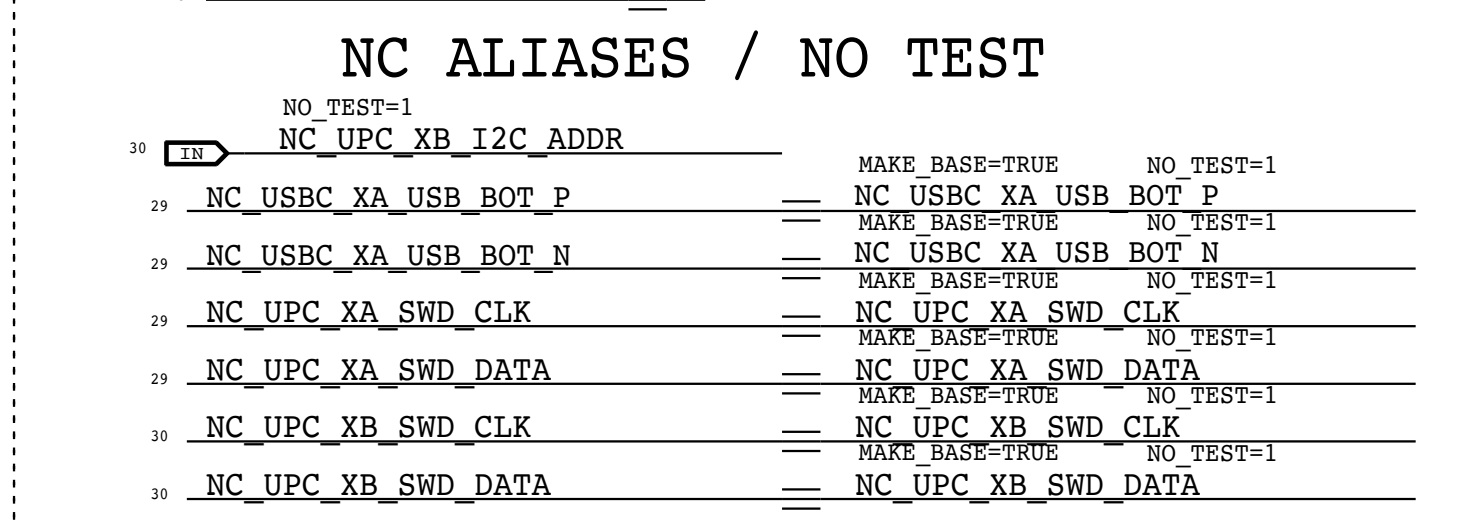 NC ALIASES / NO TEST
NO_TEST=1
30 IN NC_UPC_XB_I2C_ADDR
MAKE_BASE=TRUE NO_TEST=1
29 NC_USBC_XA_USB_BOT_P NC_USBC_XA_USB_BOT_P
MAKE_BASE=TRUE NO_TEST=1
29 NC_USBC_XA_USB_BOT_N NC_USBC_XA_USB_BOT_N
MAKE_BASE=TRUE NO_TEST=1
29 NC_UPC_XA_SWD_CLK NC_UPC_XA_SWD_CLK
MAKE_BASE=TRUE NO_TEST=1
29 NC_UPC_XA_SWD_DATA NC_UPC_XA_SWD_DATA
MAKE_BASE=TRUE NO_TEST=1
30 NC_UPC_XB_SWD_CLK NC_UPC_XB_SWD_CLK
MAKE_BASE=TRUE NO_TEST=1
30 NC_UPC_XB_SWD_DATA NC_UPC_XB_SWD_DATA